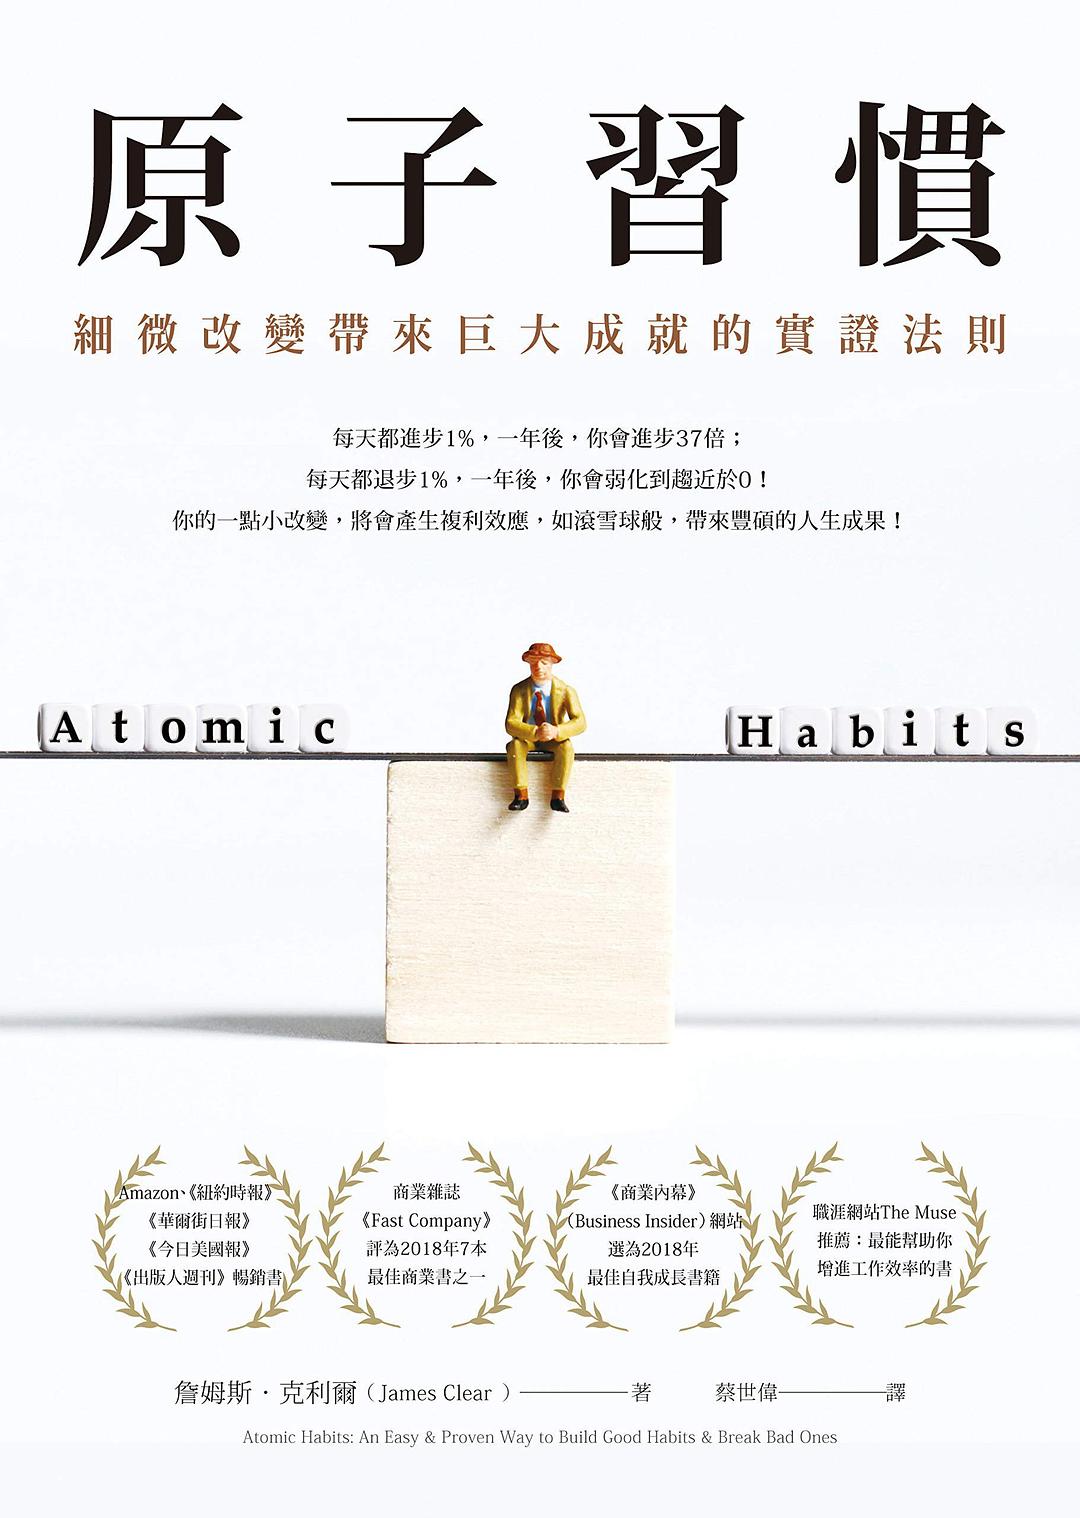 原子習慣
細微改變帶來巨大成就的實證法則
每天都進步1%，一年後，你會進步37倍；
每天都退步1%，一年後，你會弱化到趨近於0！
你的一點小改變，將會產生複利效應，如滾雪球般，帶來豐碩的人生成果！
Atomic Habits
Amazon、《紐約時報》
《華爾街日報》
《今日美國報》
《出版人週刊》暢銷書
商業雜誌
《Fast Company》
評為2018年7本
最佳商業書之一
《商業內幕》
（Business Insider）網站
選為2018年
最佳自我成長書籍
職涯網站The Muse
推薦：最能幫助你
增進工作效率的書
詹姆斯．克利爾（James Clear）——著 蔡世偉——譯
Atomic Habits: An Easy & Proven Way to Build Good Habits & Break Bad Ones